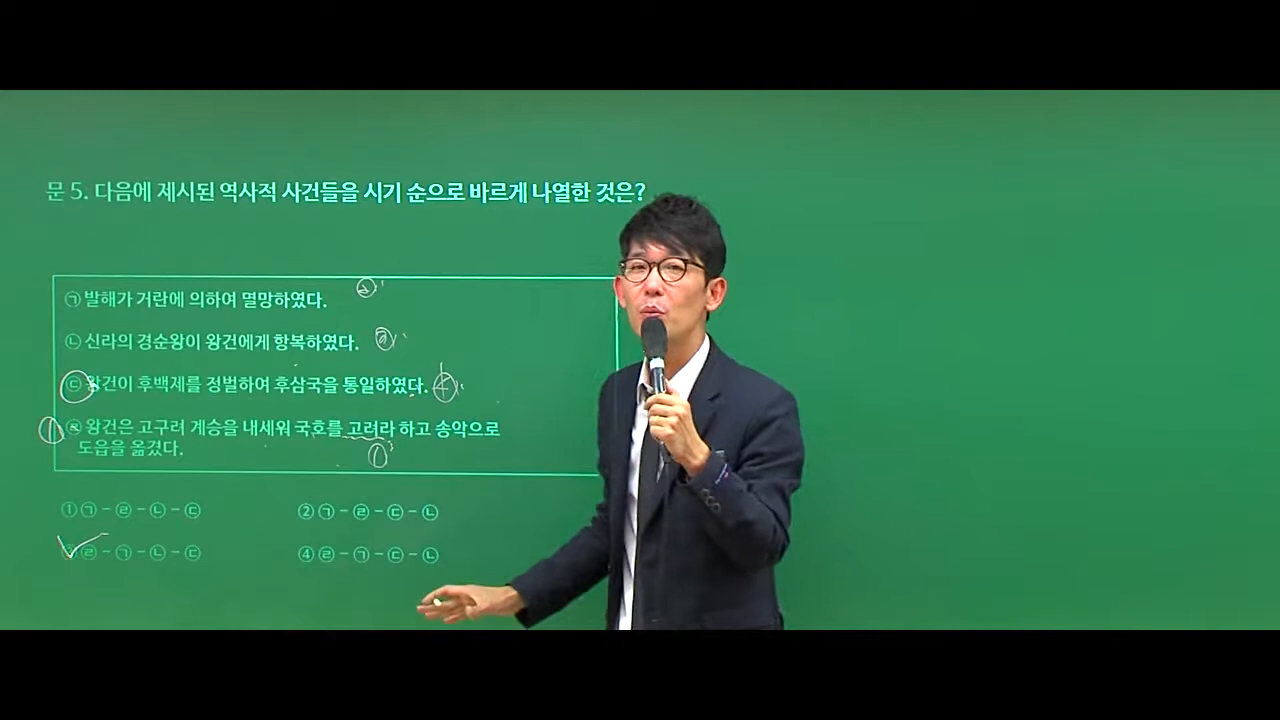 문 5. 다음에 제시된 역사적 사건들을 시기 순으로 바르게 나열한 것은?
㉠ 발해가 거란에 의하여 멸망하였다. ②
㉡ 신라의 경순왕이 왕건에게 항복하였다.
㉢ 왕건이 후백제를 정벌하여 후삼국을 통일하였다. ④
㉣ 왕건은 고구려 계승을 내세워 국호를 고려라 하고 송악으로
도읍을 옮겼다. ①
① ㉠ - ㉣ - ㉡ - ㉢
② ㉠ - ㉣ - ㉢ - ㉡
③ ㉣ - ㉠ - ㉡ - ㉢
④ ㉣ - ㉠ - ㉢ - ㉡